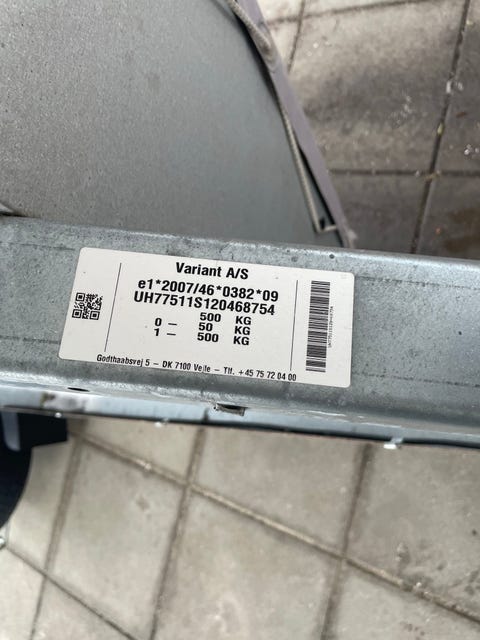 Variant A/S
e1*2007/46*0382*09
UH77511S120468754
500 KG
0 – 50 KG
1 – 500 KG
Godthaabsvej 5 – DK 7100 Vejle – Tlf. +45 75 72 04 00